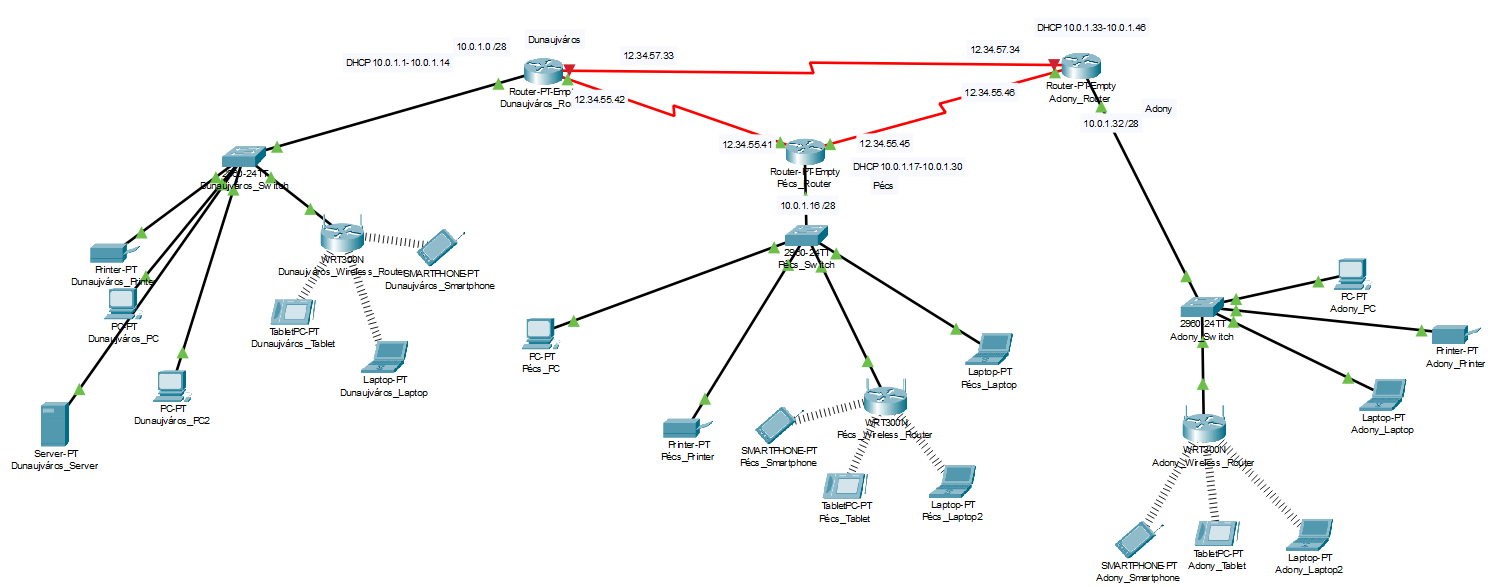 DHCP 10.0.1.33-10.0.1.46
Dunaujváros
10.0.1.0 /28
12.34.57.33
12.34.57.34
DHCP 10.0.1.1- 10.0.1.14
Router-PT-Empty
Adony_Router
Router-PT-Emp
Dunaujváros_Ro
12.34.55.42
12.34.55.46
Adony
10.0.1.32 /28
12.34.55.41
12.34.55.45
DHCP 10.0.1.17-10.0.1.30
Router-PT-Empty
Pécs_Router
Pécs
2960-24TT
Dunaujváros_Switch
10.0.1.16 /28
2960-24TT
Pécs_Switch
Printer-PT
Dunaujváros_Printer
WRT300N
Dunaujváros_Wireless_Router
SMARTPHONE-PT
Dunaujváros_Smartphone
PC-PT
Dunaujváros_PC
TabletPC-PT
Dunaujváros_Tablet
PC-PT
Adony_PC
2960-24TT
Adony_Switch
Printer-PT
Adony_Printer
PC-PT
Pécs_PC
Laptop-PT
Pécs_Laptop
Laptop-PT
Dunaujváros_Laptop
PC-PT
Dunaujváros_PC2
Laptop-PT
Adony_Laptop
Server-PT
Dunaujváros_Server
Printer-PT
Pécs_Printer
SMARTPHONE-PT
Pécs_Smartphone
WRT300N
Pécs_Wireless_Router
WRT300N
Adony_Wireless_Router
TabletPC-PT
Pécs_Tablet
Laptop-PT
Pécs_Laptop2
SMARTPHONE-PT
Adony_Smartphone
TabletPC-PT
Adony_Tablet
Laptop-PT
Adony_Laptop2